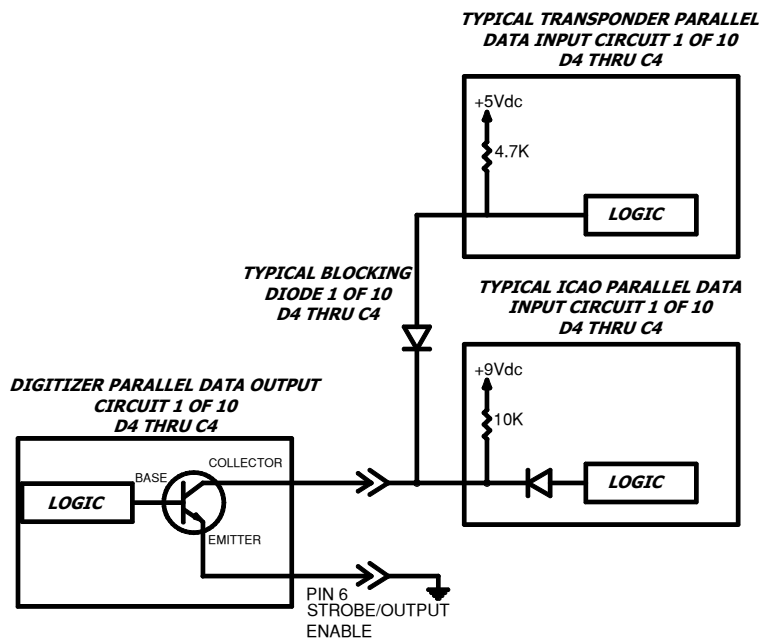 TYPICAL TRANSPONDER PARALLEL
DATA INPUT CIRCUIT 1 OF 10
D4 THRU C4
+5Vdc
4.7K
LOGIC
TYPICAL BLOCKING
DIODE 1 OF 10
D4 THRU C4
TYPICAL ICAO PARALLEL DATA
INPUT CIRCUIT 1 OF 10
D4 THRU C4
+9Vdc
10K
LOGIC
DIGITIZER PARALLEL DATA OUTPUT
CIRCUIT 1 OF 10
D4 THRU C4
COLLECTOR
BASE
LOGIC
EMITTER
PIN 6
STROBE/OUTPUT
ENABLE